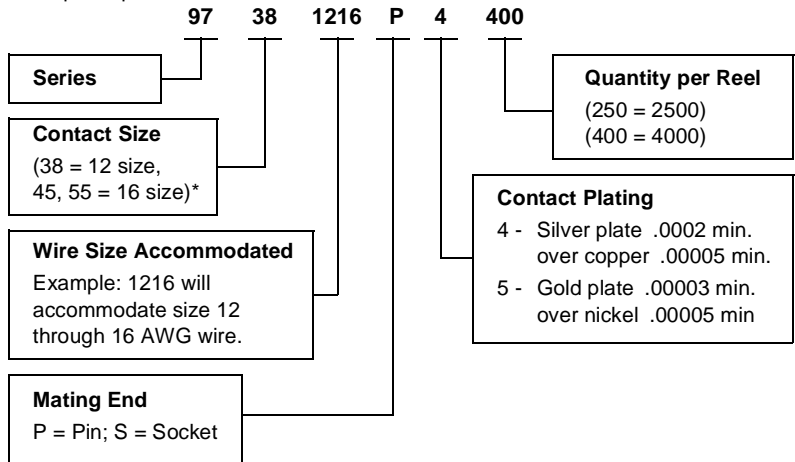 97 38 1216 P 4 400
Series
Contact Size
(38 = 12 size,
45, 55 = 16 size)*
Wire Size Accommodated
Example: 1216 will
accommodate size 12
through 16 AWG wire.
Mating End
P = Pin; S = Socket
Quantity per Reel
(250 = 2500)
(400 = 4000)
Contact Plating
4 - Silver plate .0002 min.
over copper .00005 min.
5 - Gold plate .00003 min.
over nickel .00005 min